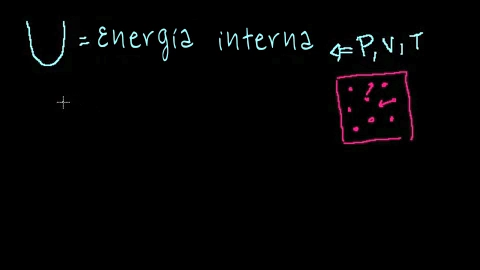 U = Energía interna ⇐ P, V, T